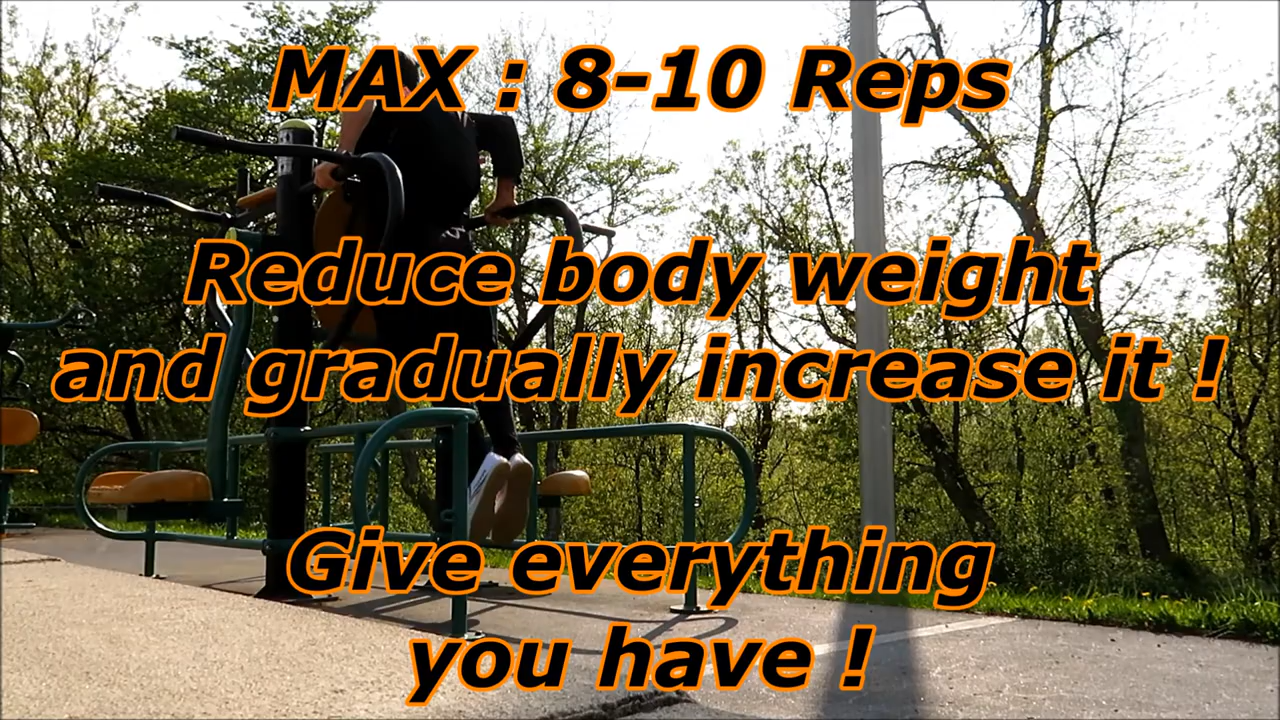 MAX : 8-10 Reps
Reduce body weight
and gradually increase it !
Give everything
you have !